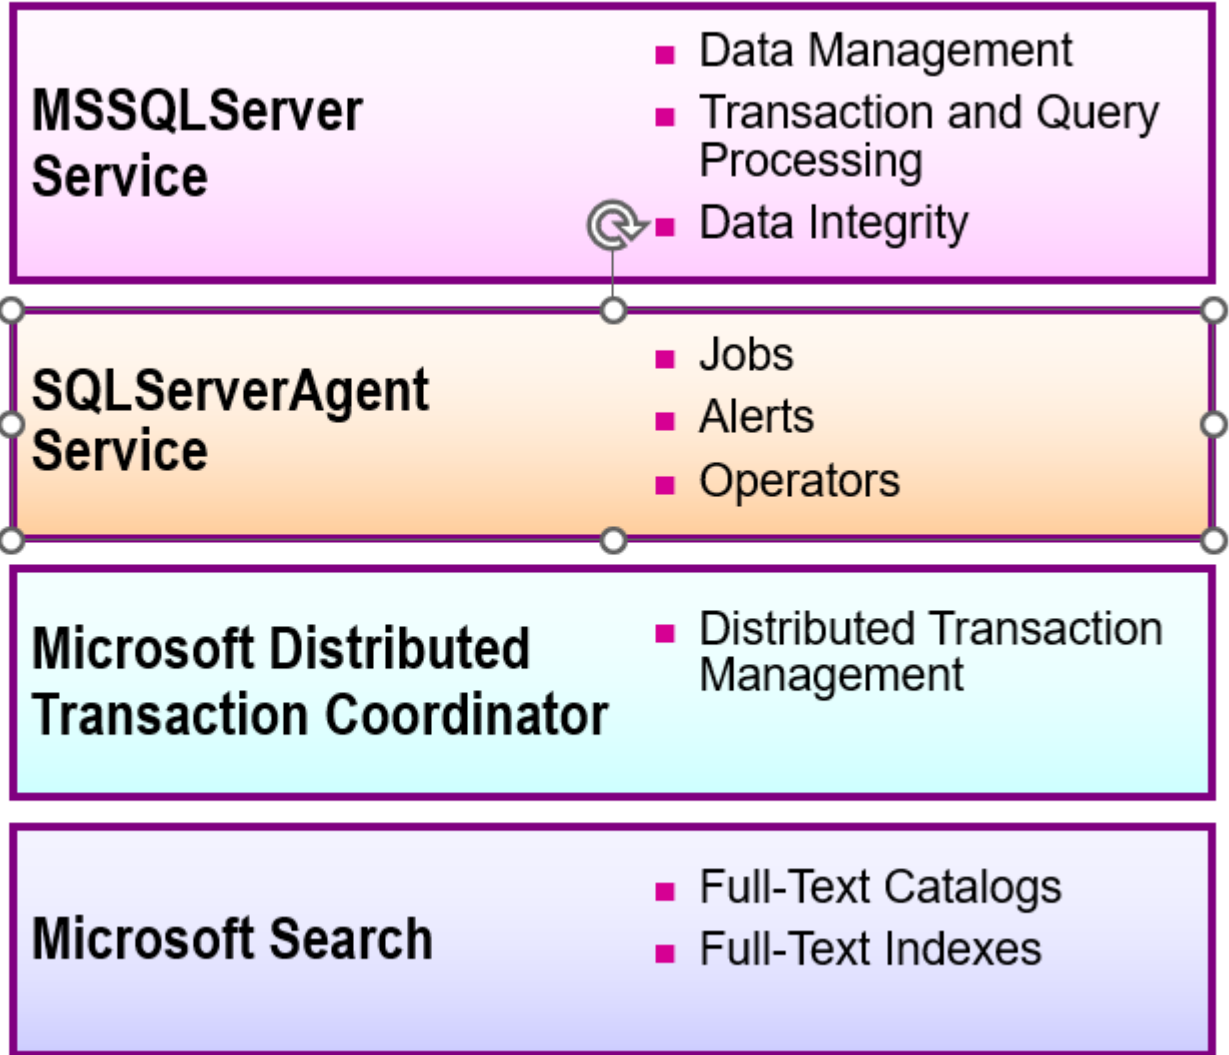 MSSQLServer
Service
Data Management
Transaction and Query
Processing
Data Integrity
SQLServerAgent
Service
Jobs
Alerts
Operators
Microsoft Distributed
Transaction Coordinator
Distributed Transaction
Management
Microsoft Search
Full-Text Catalogs
Full-Text Indexes